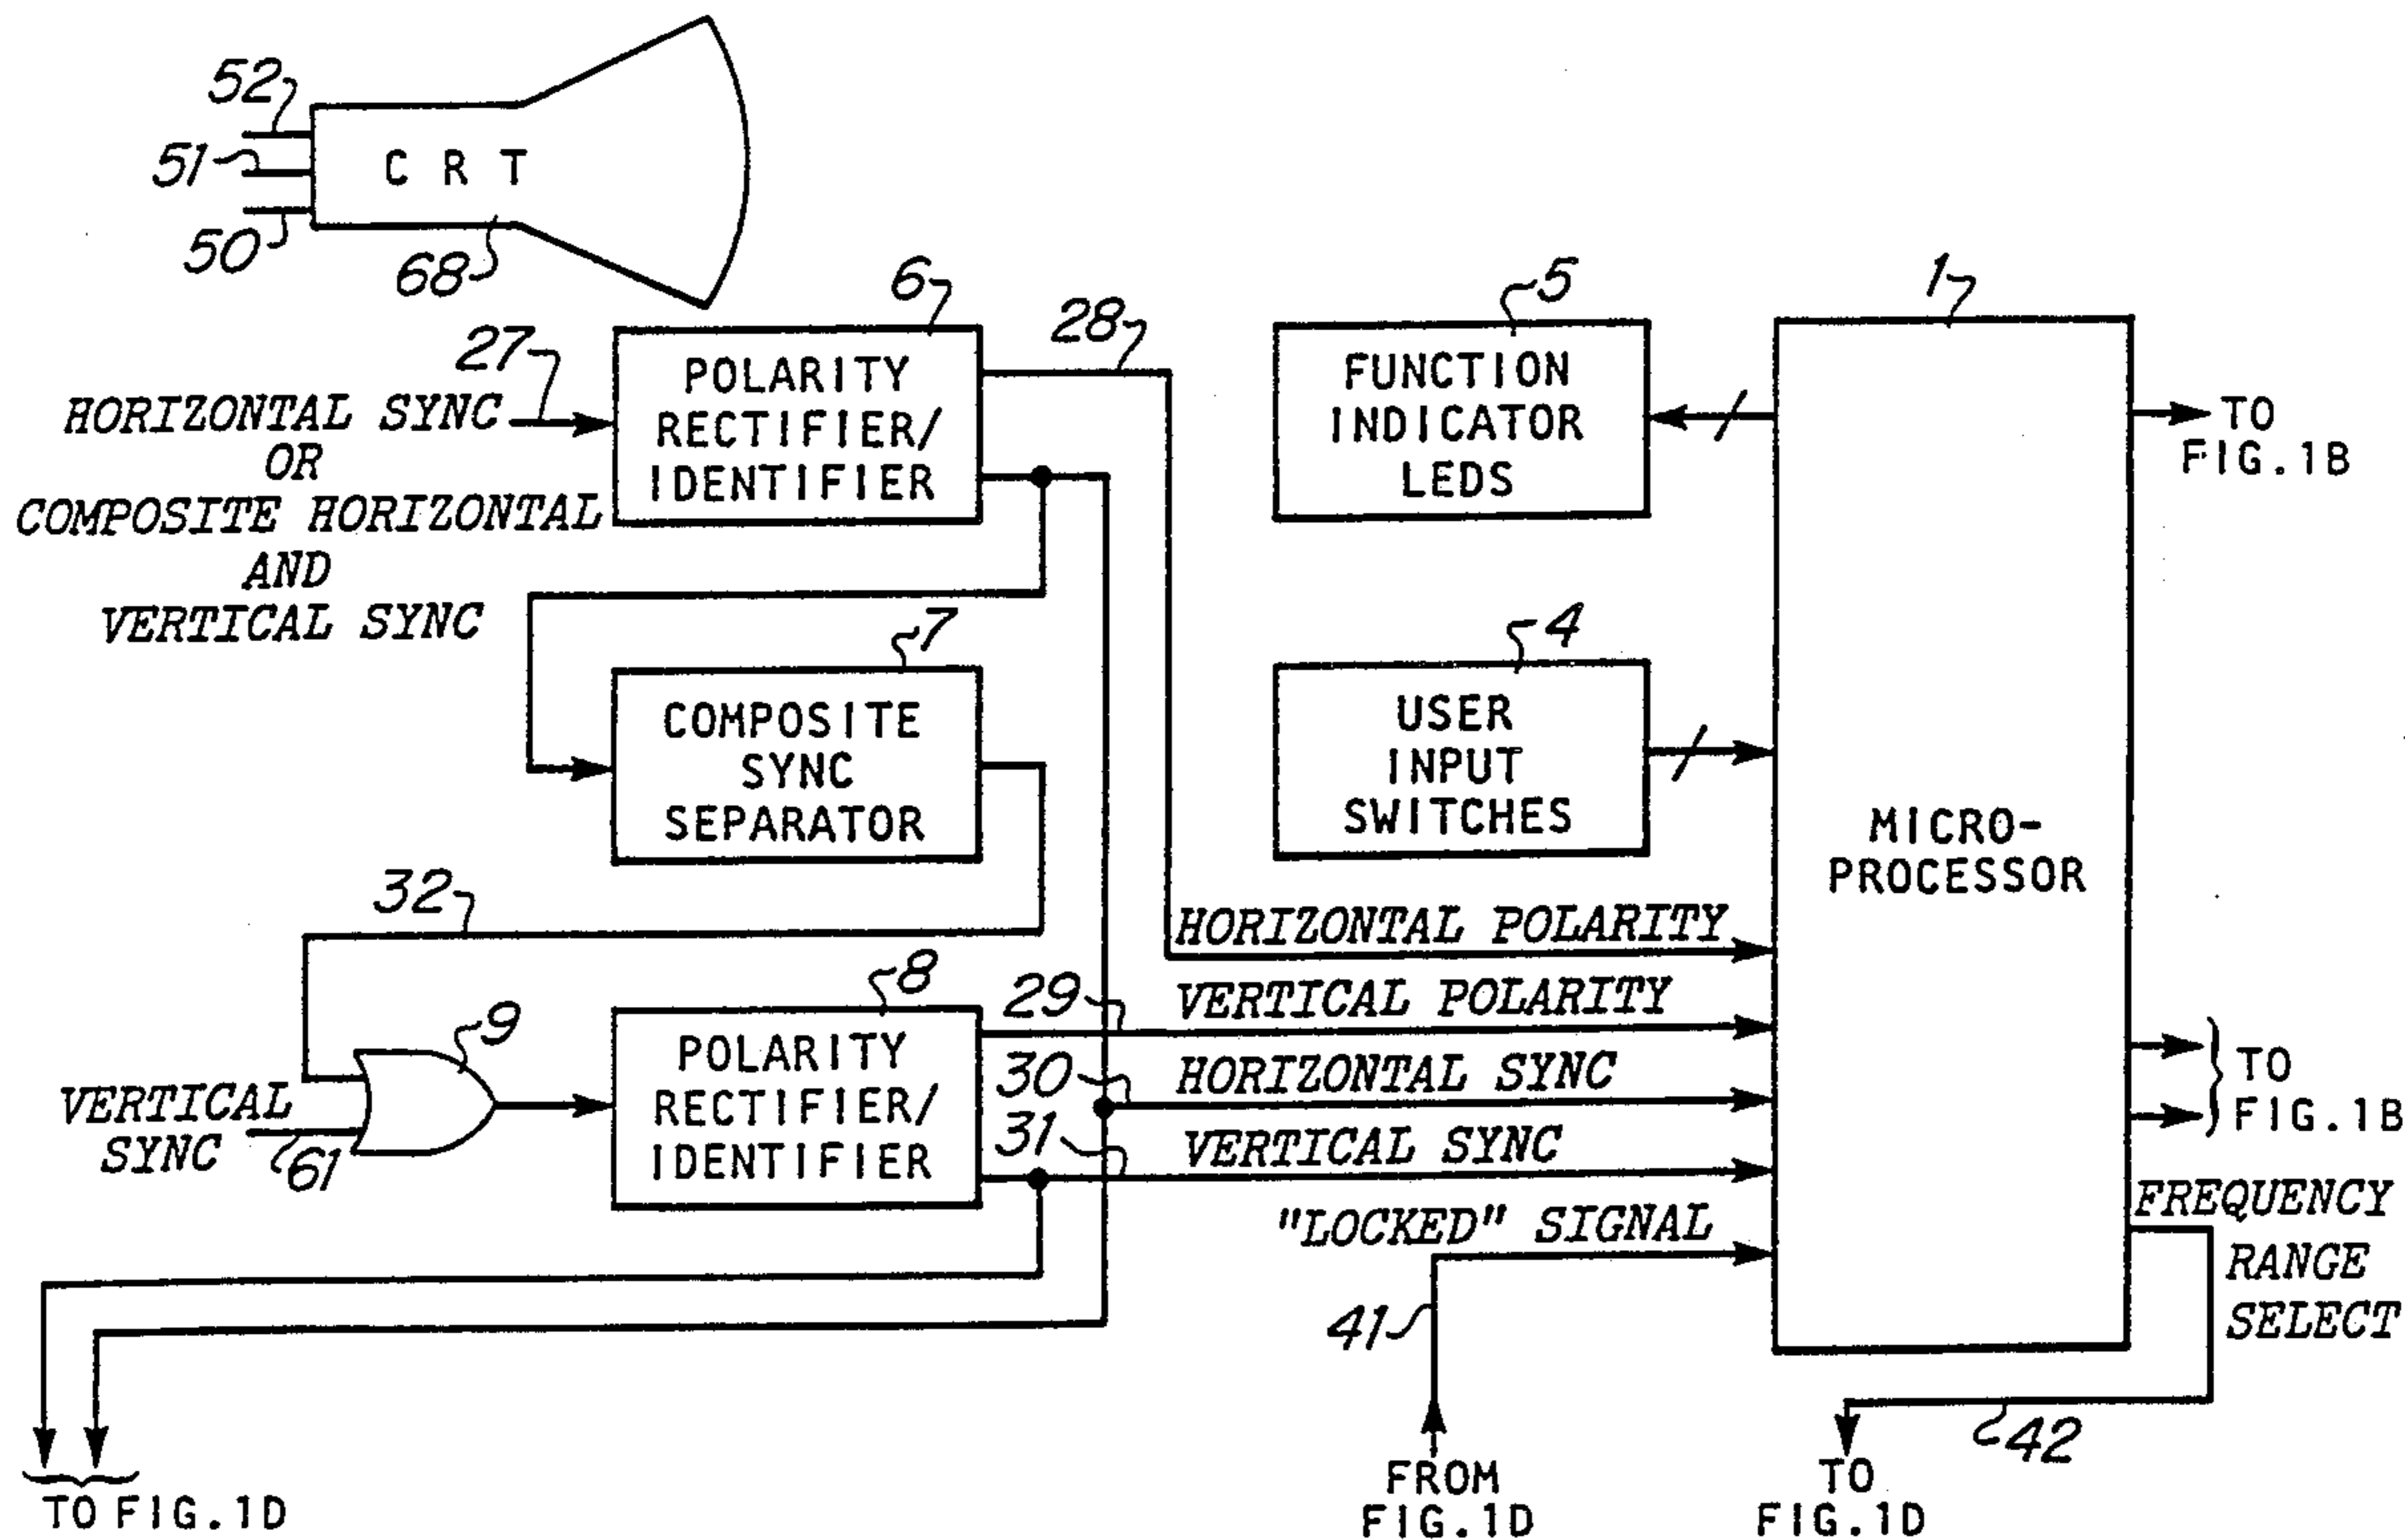 52
51
50
C R T
68
27
HORIZONTAL SYNC
OR
COMPOSITE HORIZONTAL
AND
VERTICAL SYNC
6
POLARITY
RECTIFIER/
IDENTIFIER
28
5
FUNCTION
INDICATOR
LEDS
1
TO
FIG.1B
7
COMPOSITE
SYNC
SEPARATOR
4
USER
INPUT
SWITCHES
MICRO-
PROCESSOR
32
HORIZONTAL POLARITY
9
8
POLARITY
RECTIFIER/
IDENTIFIER
VERTICAL
SYNC
61
29
VERTICAL POLARITY
30
HORIZONTAL SYNC
31
VERTICAL SYNC
TO
FIG.1B
"LOCKED" SIGNAL
FREQUENCY
RANGE
SELECT
41
42
TO FIG.1D
FROM
FIG.1D
TO
FIG.1D